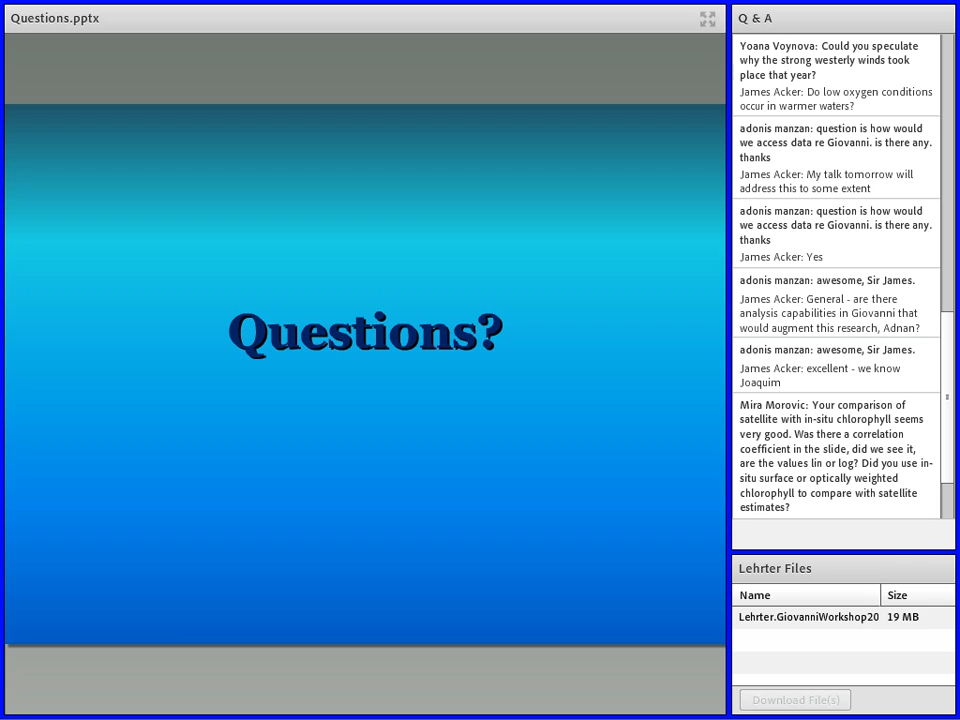 Questions.pptx
Questions?
Q & A
Yoana Voynova: Could you speculate
why the strong westerly winds took
place that year?
James Acker: Do low oxygen conditions
occur in warmer waters?
adonis manzan: question is how would
we access data re Giovanni. is there any.
thanks
James Acker: My talk tomorrow will
address this to some extent
adonis manzan: question is how would
we access data re Giovanni. is there any.
thanks
James Acker: Yes
adonis manzan: awesome, Sir James.
James Acker: General - are there
analysis capabilities in Giovanni that
would augment this research, Adnan?
adonis manzan: awesome, Sir James.
James Acker: excellent - we know
Joaquim
Mira Morovic: Your comparison of
satellite with in-situ chlorophyll seems
very good. Was there a correlation
coefficient in the slide, did we see it,
are the values lin or log? Did you use in-
situ surface or optically weighted
chlorophyll to compare with satellite
estimates?
Lehrter Files
Name Size
Lehrter.GiovanniWorkshop20 19 MB
Download File(s)